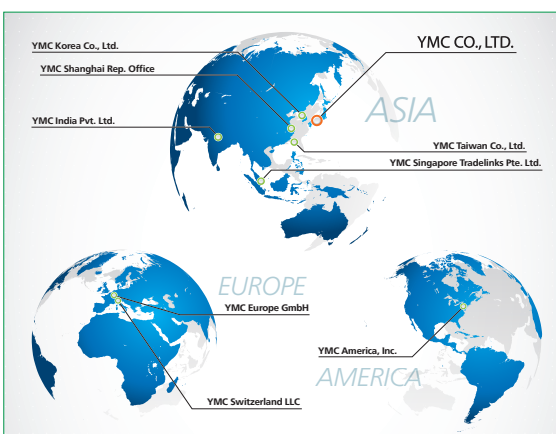 YMC Korea Co., Ltd.
YMC CO., LTD.
YMC Shanghai Rep. Office
ASIA
YMC India Pvt. Ltd.
YMC Taiwan Co., Ltd.
YMC Singapore Tradelinks Pte. Ltd.
EUROPE
YMC Europe GmbH
YMC America, Inc.
AMERICA
YMC Switzerland LLC